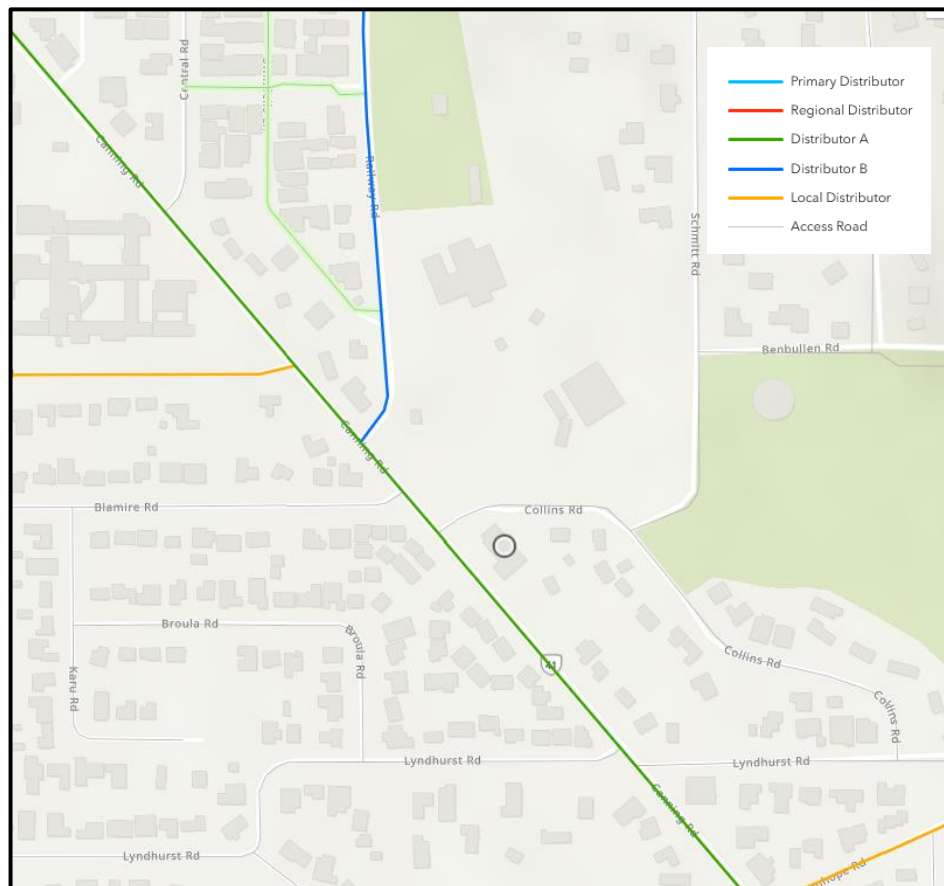 Central Rd
Canning Rd
Railway Rd
Schmitt Rd
Primary Distributor
Regional Distributor
Distributor A
Distributor B
Local Distributor
Access Road
Benbullen Rd
Canning Rd
Blamire Rd
Collins Rd
Broula Rd
Broula Rd
Karu Rd
41
Collins Rd
Collins Rd
Lyndhurst Rd
Lyndhurst Rd
Canning Rd
Lyndhurst Rd
Rd